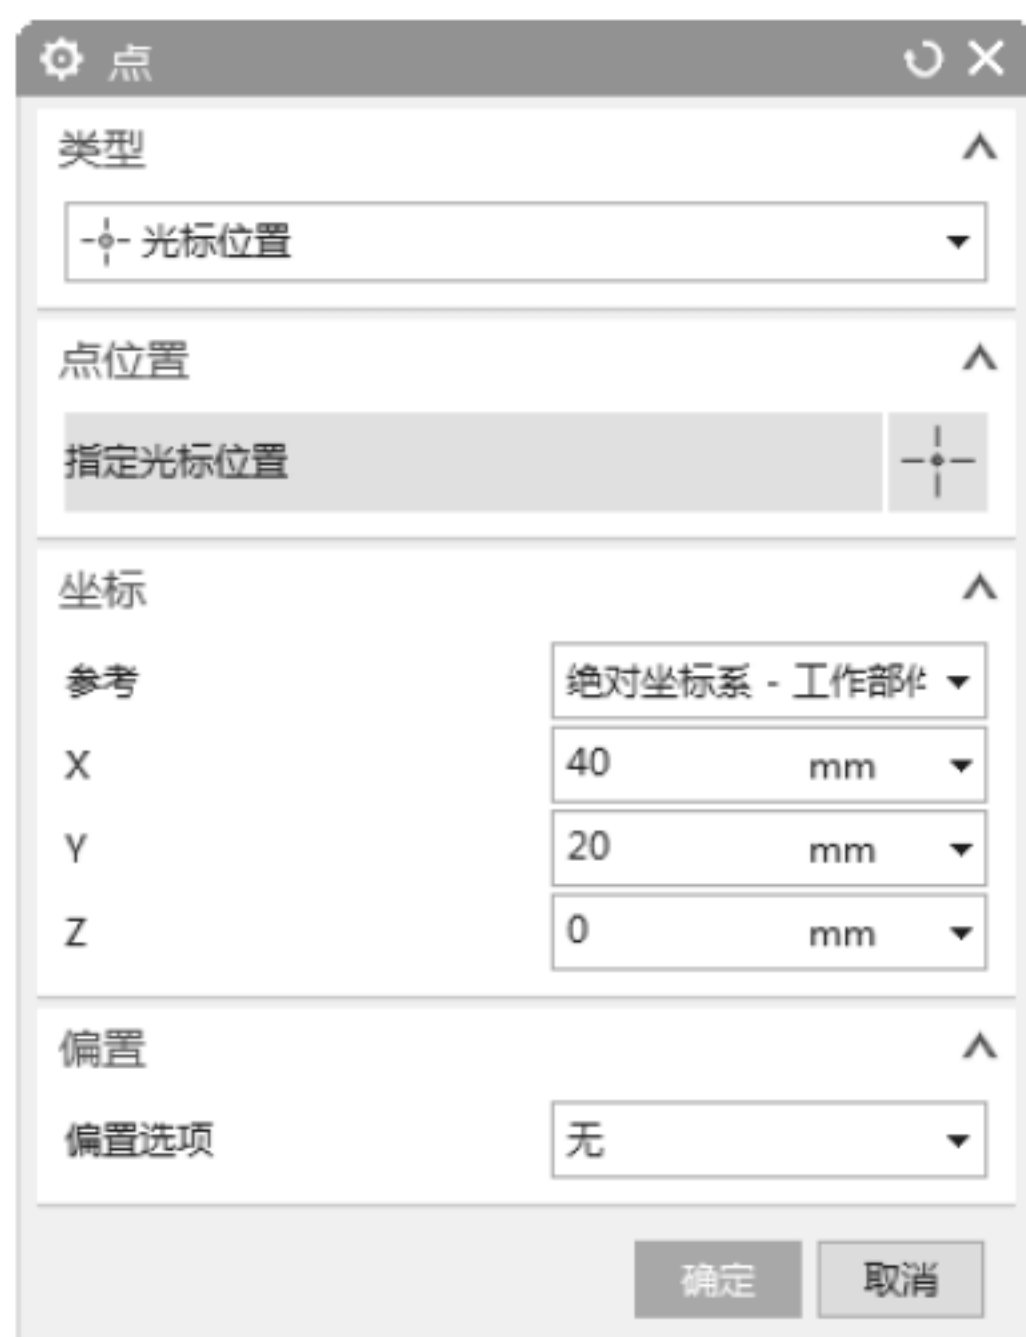 点
类型
光标位置
点位置
指定光标位置
坐标
参考 绝对坐标系 - 工作部件
X 40 mm
Y 20 mm
Z 0 mm
偏置
偏置选项 无
确定 取消